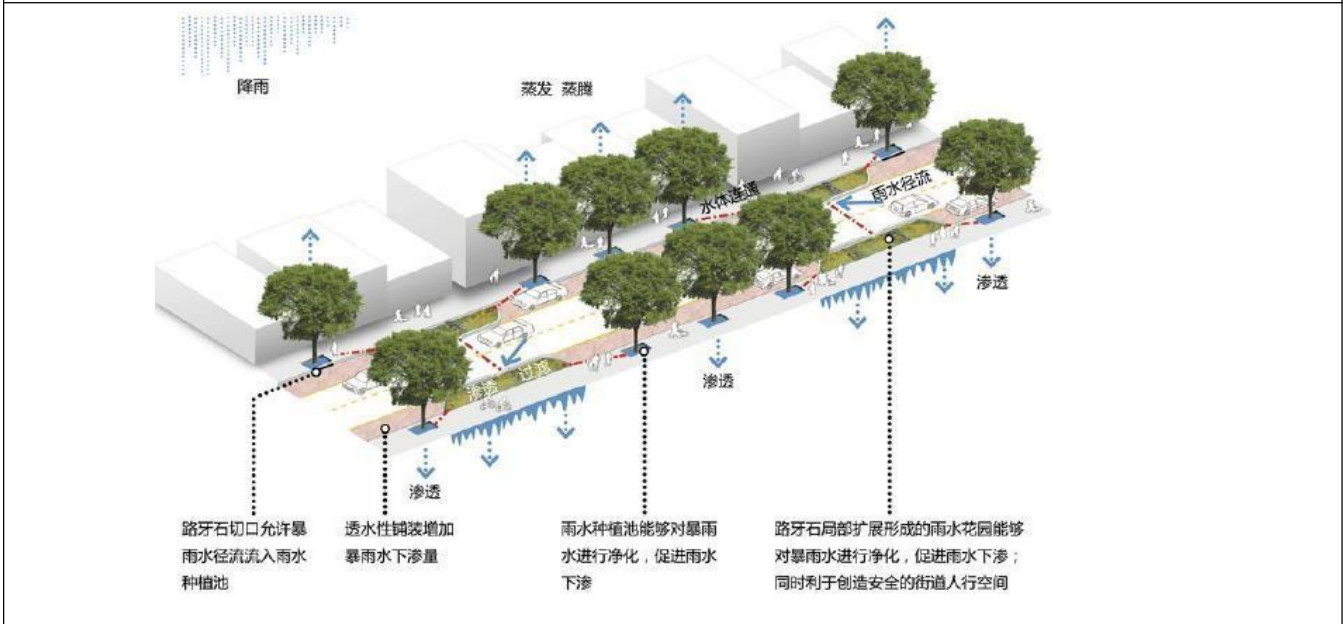 降雨
蒸发 蒸腾
水体连通
雨水径流
渗透
渗透
渗透 过滤
渗透
路牙石切口允许暴
雨水径流流入雨水
种植池
透水性铺装增加
暴雨水下渗量
雨水种植池能够对暴雨
水进行净化，促进雨水
下渗
路牙石局部扩展形成的雨水花园能够
对暴雨水进行净化，促进雨水下渗；
同时利于创造安全的街道人行空间